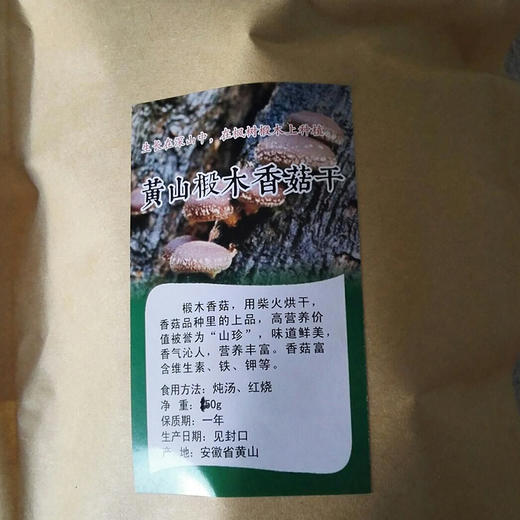 生长在深山中，在枫树椴木上种植
黄山椴木香菇干
椴木香菇，用柴火烘干，
香菇品种里的上品，高营养价
值被誉为“山珍”，味道鲜美，
香气沁人，营养丰富。香菇富
含维生素、铁、钾等。
食用方法：炖汤、红烧
净 重：50g
保质期：一年
生产日期：见封口
产 地：安徽省黄山